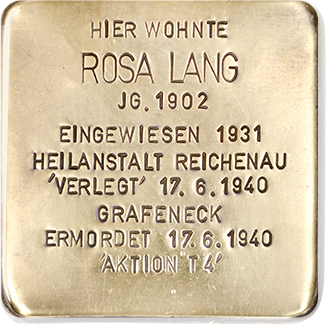 HIER WOHNTE
ROSA LANG
JG. 1902
EINGEWIESEN 1931
HEILANSTALT REICHENAU
'VERLEGT' 17. 6. 1940
GRAFENECK
ERMORDET 17. 6. 1940
'AKTION T4'